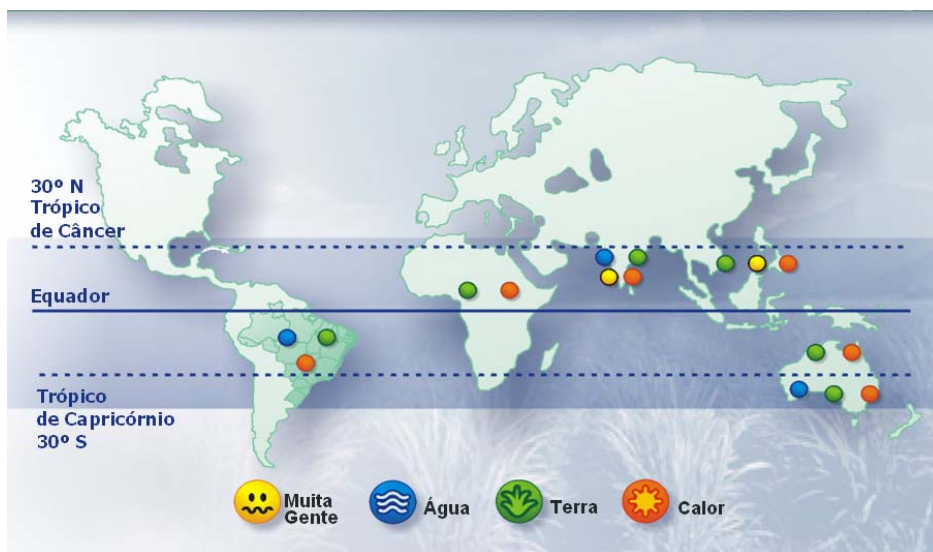 30º N
Trópico
de Câncer
Equador
Trópico
de Capricórnio
30º S
Muita
Gente
Água
Terra
Calor